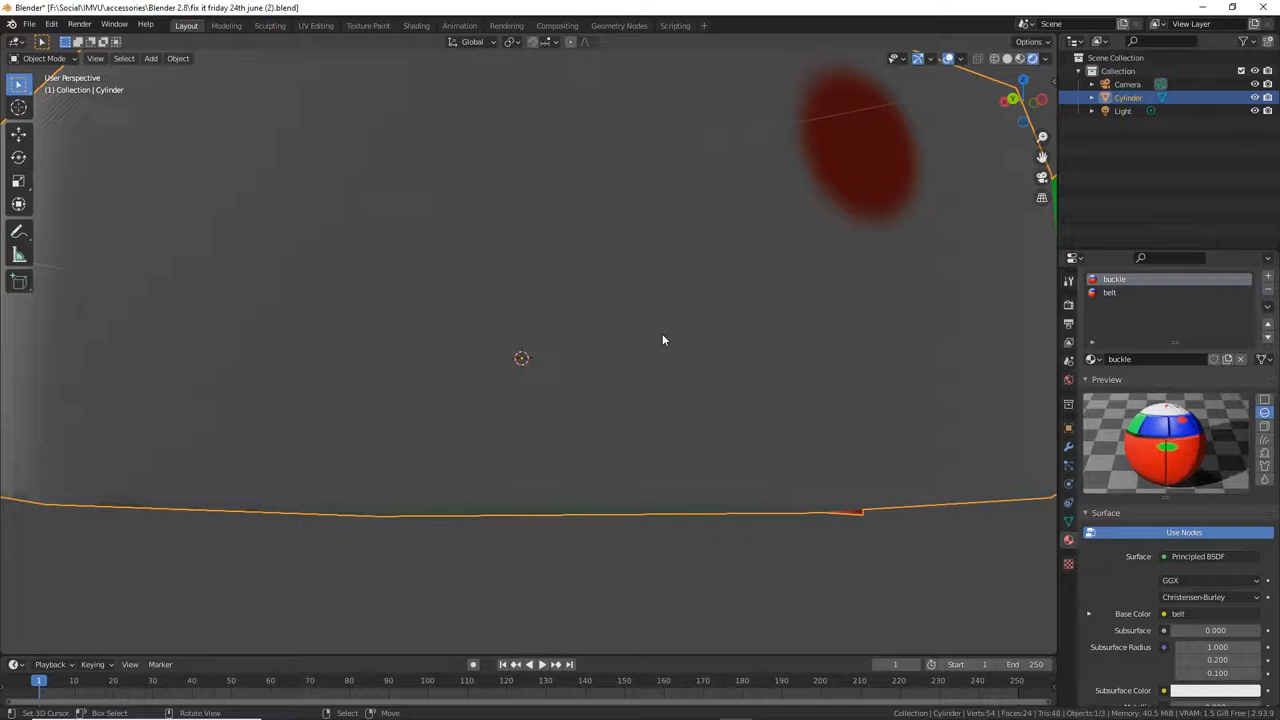 Blender* [F:\Social\IMVU\accessories\Blender 2.8\fix it friday 24th june (2).blend]
File Edit Render Window Help Layout Modeling Sculpting UV Editing Texture Paint Shading Animation Rendering Compositing Geometry Nodes Scripting Scene View Layer
Global Options
Object Mode View Select Add Object
User Perspective
(1) Collection | Cylinder
Z
Y
X
Scene Collection
Collection
Camera
Cylinder
Light
buckle
belt
buckle
Preview
Surface
Use Nodes
Surface Principled BSDF
GGX
Christensen-Burley
Base Color belt
Subsurface 0.000
Subsurface Radius 1.000
0.200
0.100
Subsurface Color
Playback Keying View Marker 1 Start 1 End 250
1 10 20 30 40 50 60 70 80 90 100 110 120 130 140 150 160 170 180 190 200 210 220 230 240 250
Set 3D Cursor Box Select Rotate View Select Move Collection | Cylinder | Verts:54 | Faces:24 | Tris:48 | Objects:1/3 | Memory: 40.5 MiB | VRAM: 1.5 GiB Free | 2.93.9